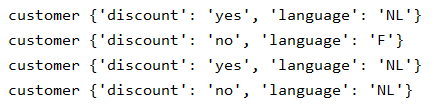 customer {'discount': 'yes', 'language': 'NL'}
customer {'discount': 'no', 'language': 'F'}
customer {'discount': 'yes', 'language': 'NL'}
customer {'discount': 'no', 'language': 'NL'}